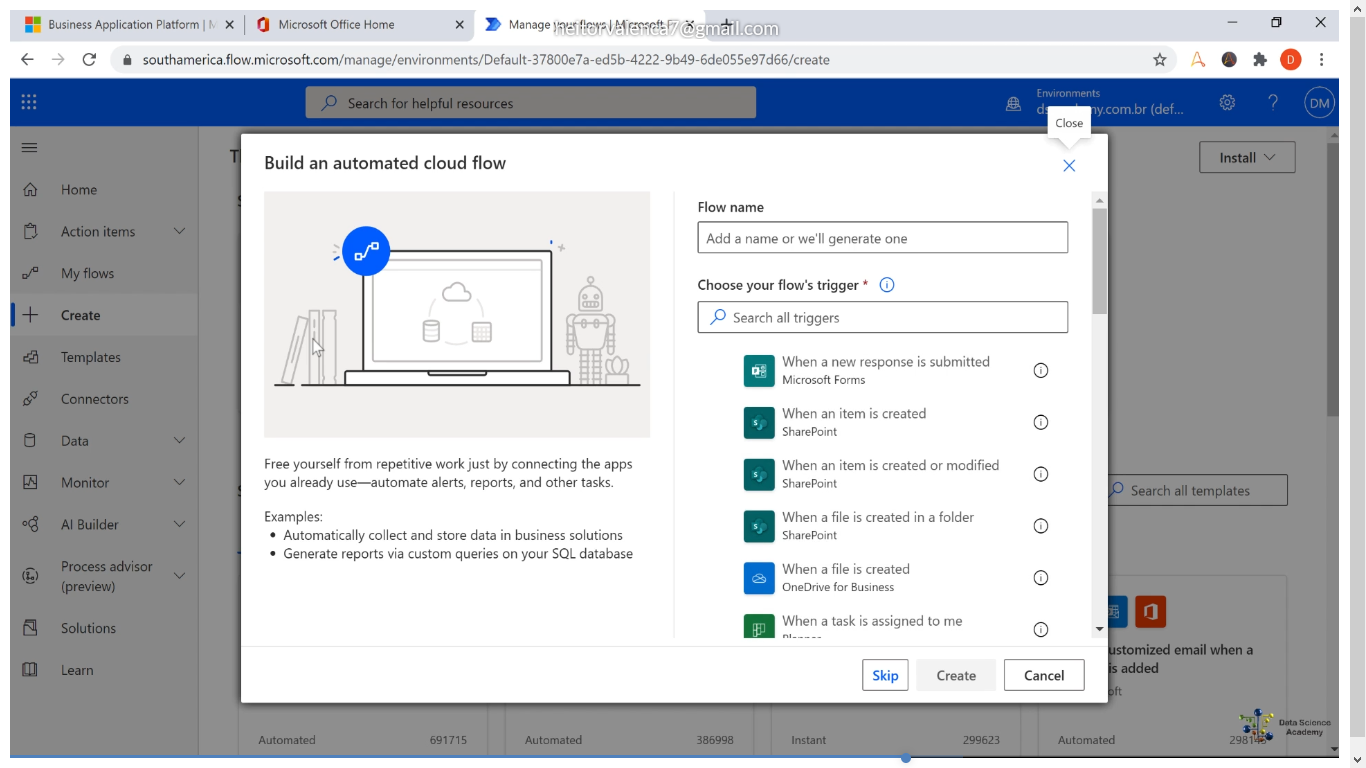 Business Application Platform | M
Microsoft Office Home
Manage your flows | Microsoft
heitorvalenca7@gmail.com
southamerica.flow.microsoft.com/manage/environments/Default-37800e7a-ed5b-4222-9b49-6de055e97d66/create
D
Search for helpful resources
Environments
(def...
DM
Close
Install
Home
Action items
My flows
Create
Templates
Connectors
Data
Monitor
AI Builder
Process advisor
(preview)
Solutions
Learn
Build an automated cloud flow
Free yourself from repetitive work just by connecting the apps
you already use—automate alerts, reports, and other tasks.
Examples:
• Automatically collect and store data in business solutions
• Generate reports via custom queries on your SQL database
Flow name
Add a name or we'll generate one
Choose your flow's trigger *
Search all triggers
When a new response is submitted
Microsoft Forms
When an item is created
SharePoint
When an item is created or modified
SharePoint
When a file is created in a folder
SharePoint
When a file is created
OneDrive for Business
When a task is assigned to me
Skip
Create
Cancel
Search all templates
ustomized email when a
is added
oft
Automated
691715
Automated
386998
Instant
299623
Automated
Data Science
Academy